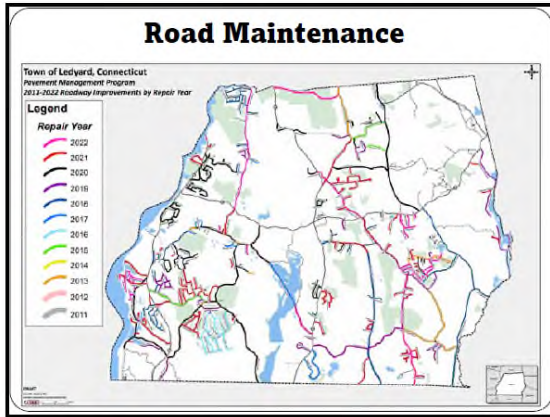 Road Maintenance
Town of Ledyard, Connecticut
Pavement Management Program
2011-2022 Roadway Improvements by Repair Year
Legend
Repair Year
2022
2021
2020
2019
2018
2017
2016
2015
2014
2013
2012
2011